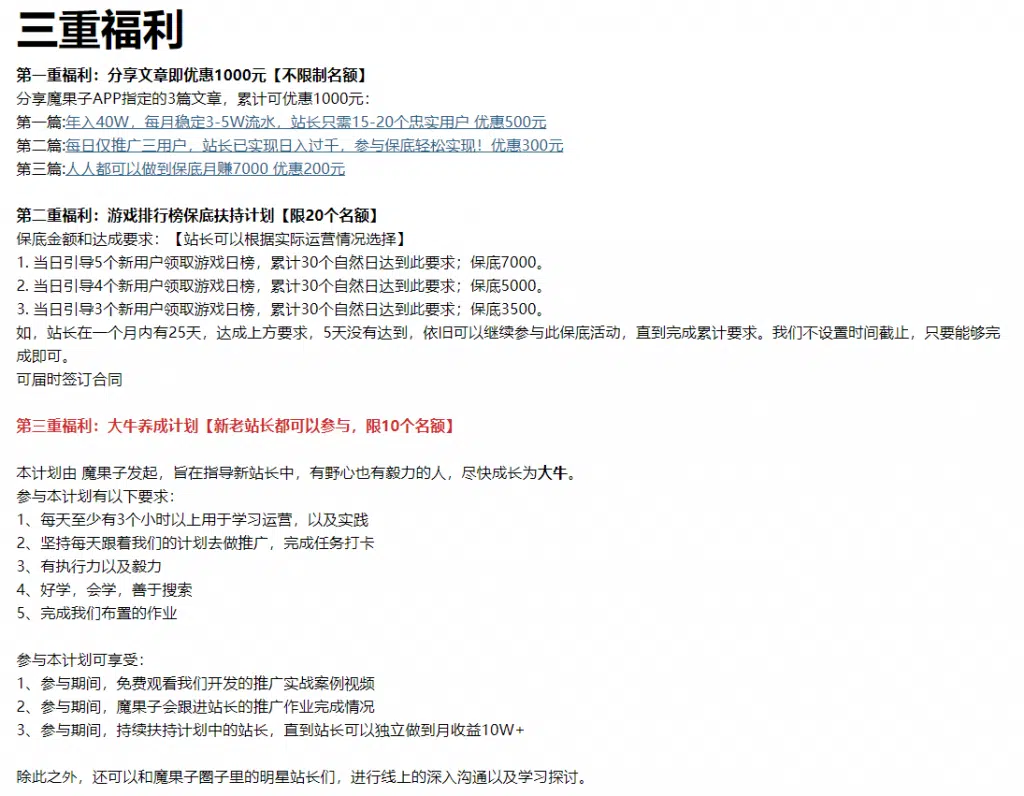 三重福利
第一重福利：分享文章即优惠1000元【不限制名额】
分享魔果子APP指定的3篇文章，累计可优惠1000元：
第一篇:年入40W，每月稳定3-5W流水，站长只需15-20个忠实用户 优惠500元
第二篇:每日仅推广三用户，站长已实现日入过千，参与保底轻松实现！优惠300元
第三篇:人人都可以做到保底月赚7000 优惠200元
第二重福利：游戏排行榜保底扶持计划【限20个名额】
保底金额和达成要求：【站长可以根据实际运营情况选择】
1. 当日引导5个新用户领取游戏日榜，累计30个自然日达到此要求；保底7000。
2. 当日引导4个新用户领取游戏日榜，累计30个自然日达到此要求；保底5000。
3. 当日引导3个新用户领取游戏日榜，累计30个自然日达到此要求；保底3500。
如，站长在一个月内有25天，达成上方要求，5天没有达到，依旧可以继续参与此保底活动，直到完成累计要求。我们不设置时间截止，只要能够完
成即可。
可届时签订合同
第三重福利：大牛养成计划【新老站长都可以参与，限10个名额】
本计划由 魔果子发起，旨在指导新站长中，有野心也有毅力的人，尽快成长为大牛。
参与本计划有以下要求：
1、每天至少有3个小时以上用于学习运营，以及实践
2、坚持每天跟着我们的计划去做推广，完成任务打卡
3、有执行力以及毅力
4、好学，会学，善于搜索
5、完成我们布置的作业
参与本计划可享受：
1、参与期间，免费观看我们开发的推广实战案例视频
2、参与期间，魔果子会跟进站长的推广作业完成情况
3、参与期间，持续扶持计划中的站长，直到站长可以独立做到月收益10W+
除此之外，还可以和魔果子圈子里的明星站长们，进行线上的深入沟通以及学习探讨。